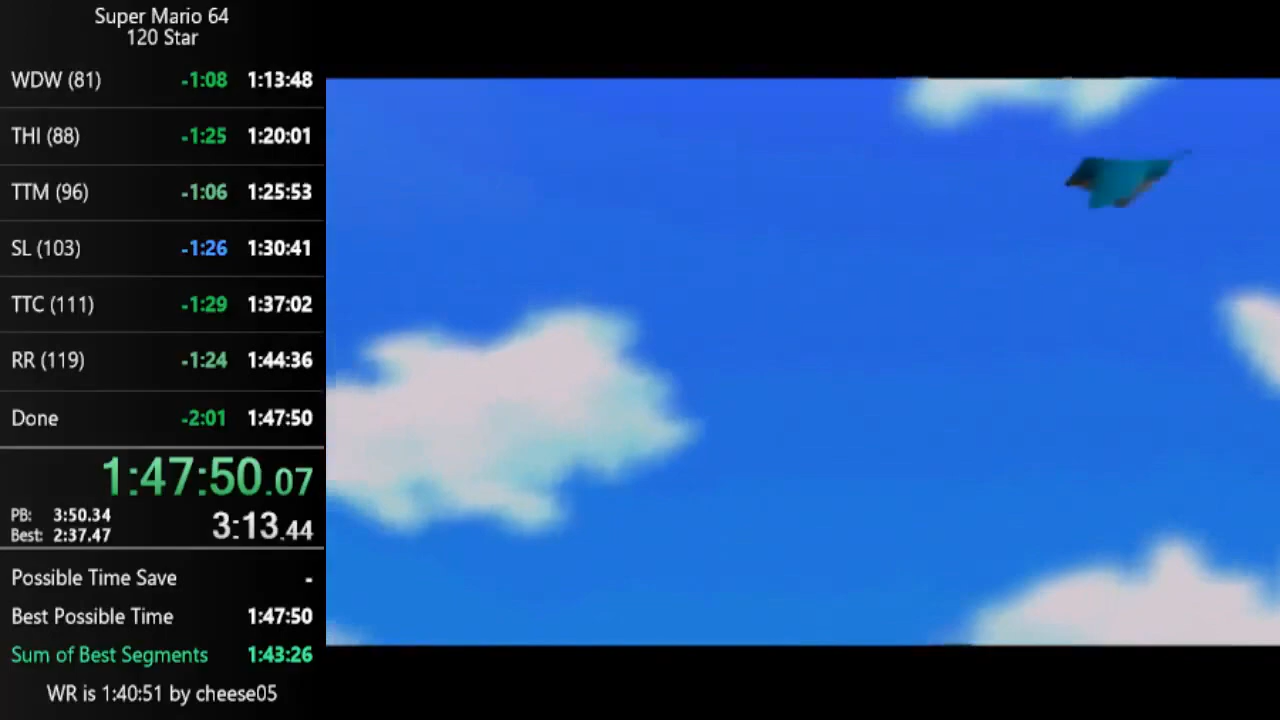 Super Mario 64
120 Star
WDW (81) -1:08 1:13:48
THI (88) -1:25 1:20:01
TTM (96) -1:06 1:25:53
SL (103) -1:26 1:30:41
TTC (111) -1:29 1:37:02
RR (119) -1:24 1:44:36
Done -2:01 1:47:50
1:47:50.07
PB: 3:50.34
Best: 2:37.47
3:13.44
Possible Time Save -
Best Possible Time 1:47:50
Sum of Best Segments 1:43:26
WR is 1:40:51 by cheese05